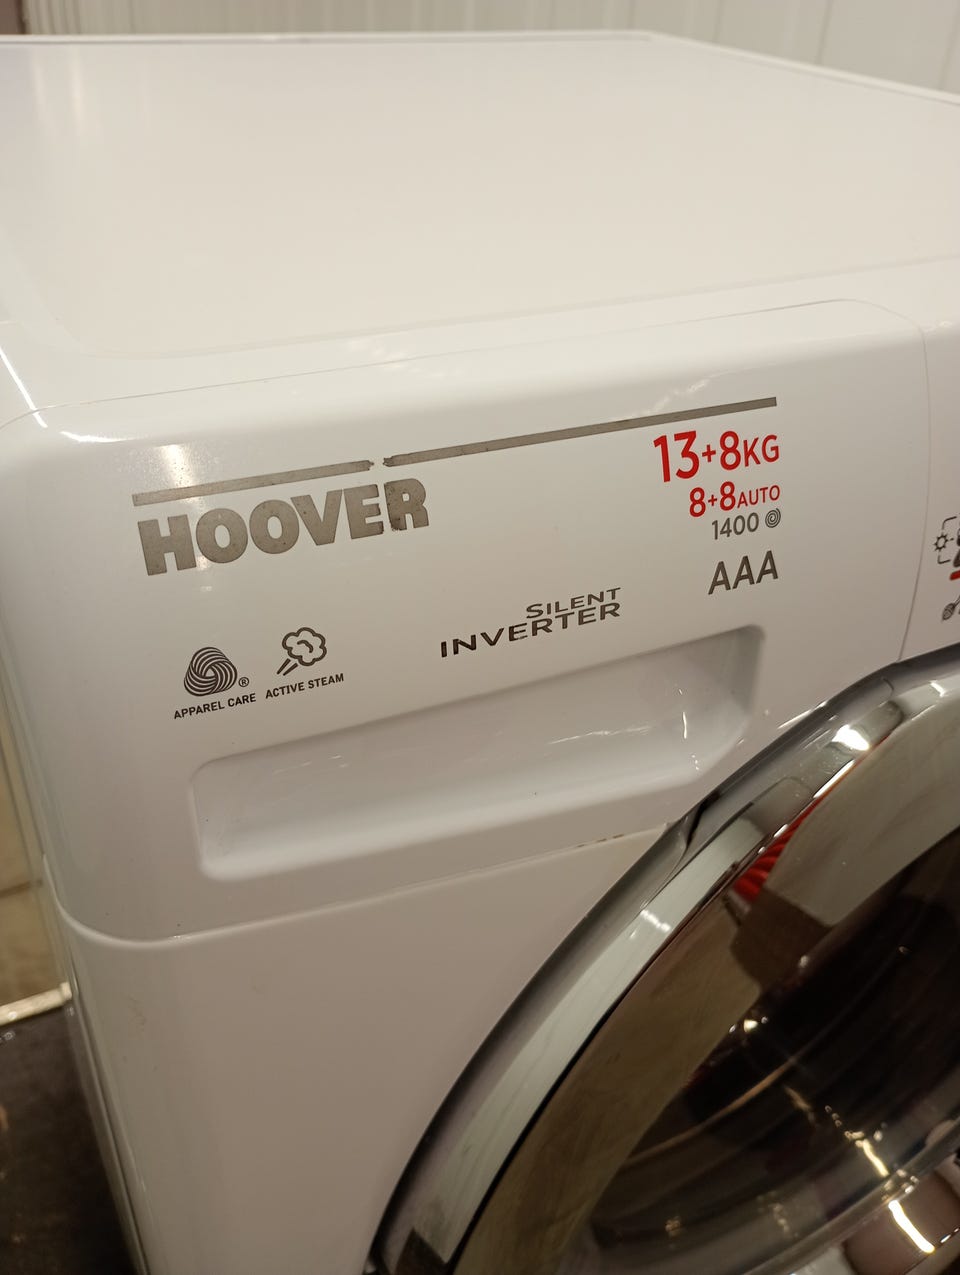 HOOVER
13+8KG
8+8AUTO
1400
AAA
SILENT
INVERTER
®
APPAREL CARE
ACTIVE STEAM